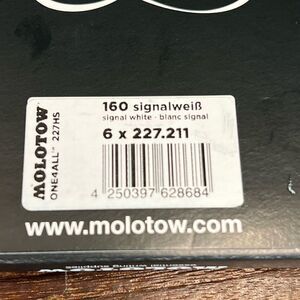 160 signalweiß
signal white · blanc signal
6 x 227.211
MOLOTOW
ONE4ALL™ 227HS
4 250397 628684
www.molotow.com